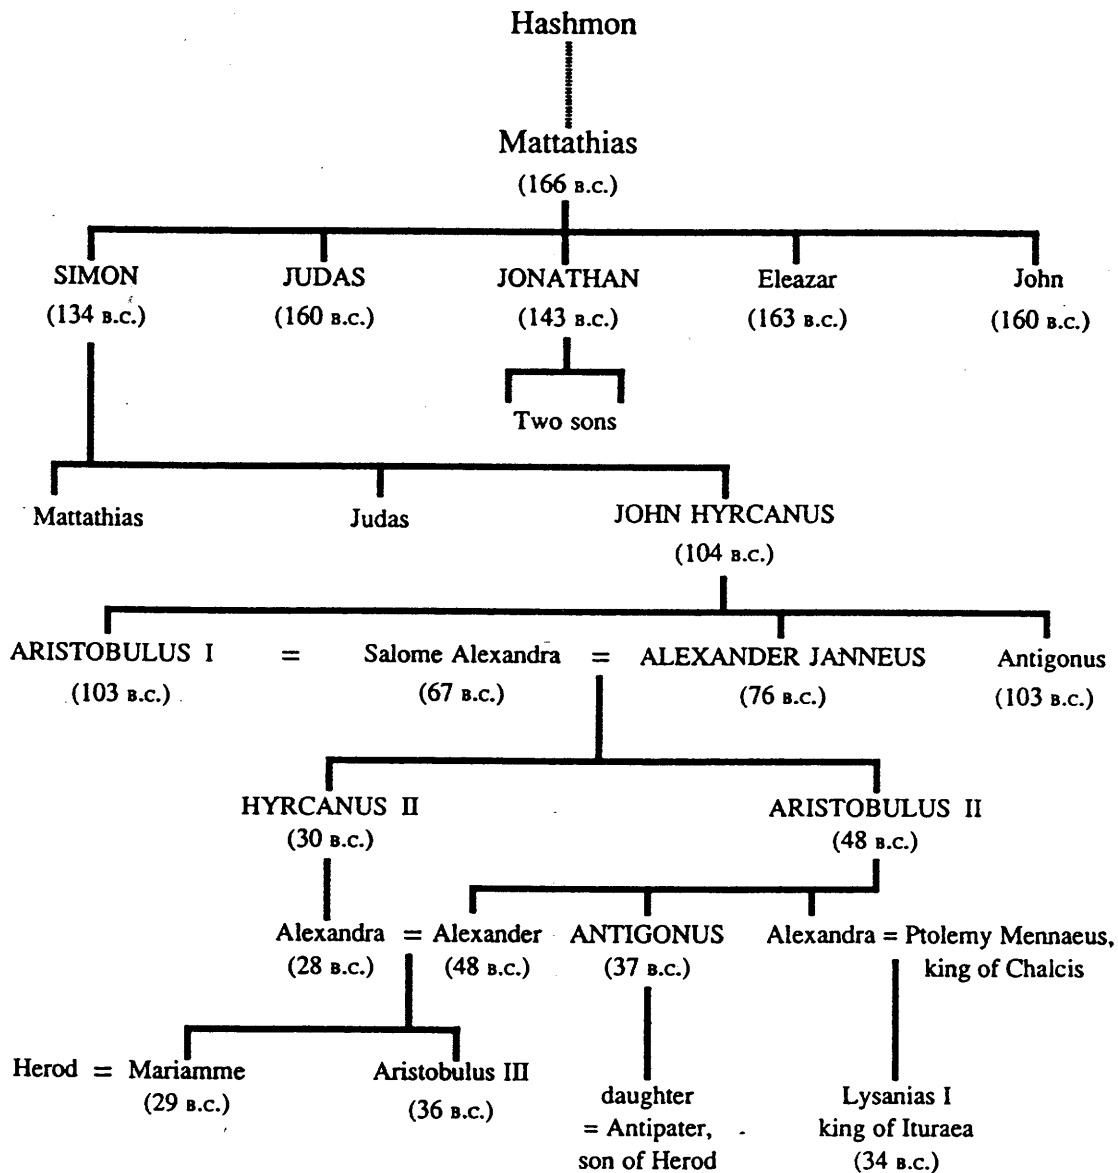 Hashmon
Mattathias
(166 B.C.)
SIMON JUDAS JONATHAN Eleazar John
(134 B.C.) (160 B.C.) (143 B.C.) (163 B.C.) (160 B.C.)
Two sons
Mattathias Judas JOHN HYRCANUS
(104 B.C.)
ARISTOBULUS I = Salome Alexandra = ALEXANDER JANNEUS Antigonus
(103 B.C.) (67 B.C.) (76 B.C.) (103 B.C.)
HYRCANUS II ARISTOBULUS II
(30 B.C.) (48 B.C.)
Alexandra = Alexander ANTIGONUS Alexandra = Ptolemy Mennaeus,
(28 B.C.) (48 B.C.) (37 B.C.) king of Chalcis
Herod = Mariamme Aristobulus III
(29 B.C.) (36 B.C.)
daughter Lysanias I
= Antipater, king of Ituraea
son of Herod (34 B.C.)